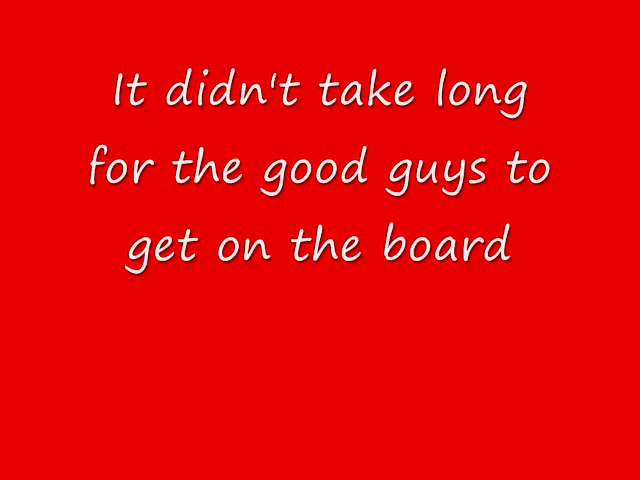 It didn't take long
for the good guys to
get on the board